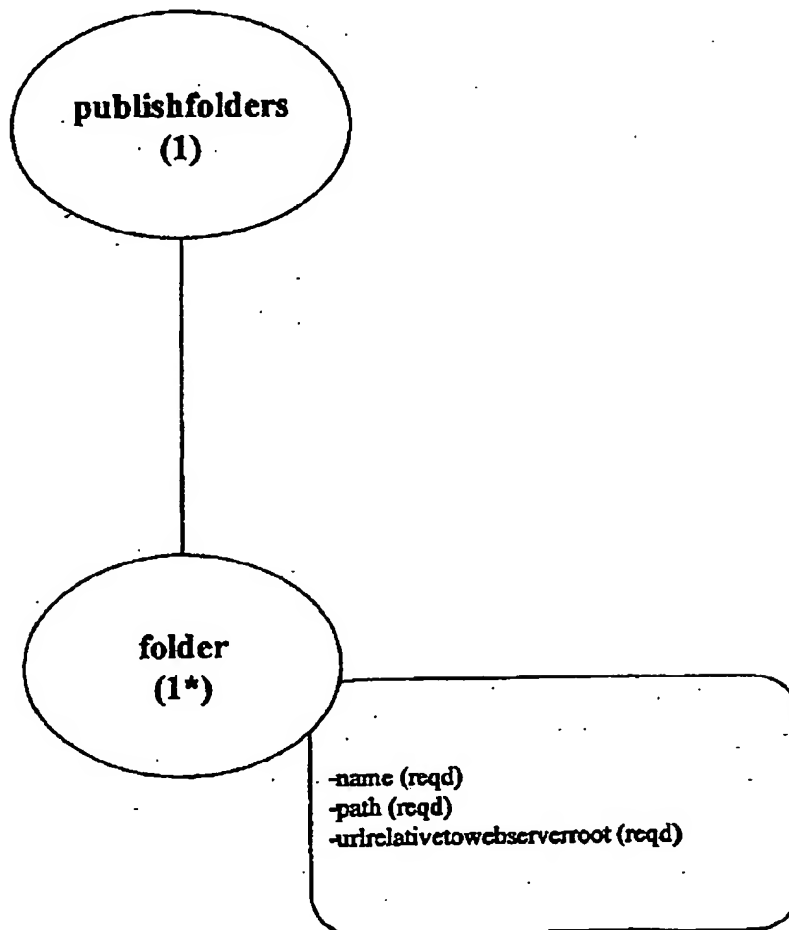 publishfolders
(1)
folder
(1*)
-name (reqd)
-path (reqd)
-urlrelativetowebserverroot (reqd)